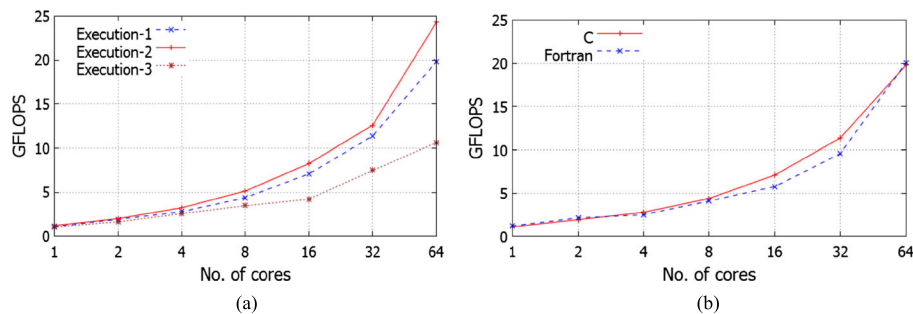 25
20
15
10
5
0
GFLOPS
Execution-1
Execution-2
Execution-3
1 2 4 8 16 32 64
No. of cores
(a)
25
20
15
10
5
0
GFLOPS
C
Fortran
1 2 4 8 16 32 64
No. of cores
(b)